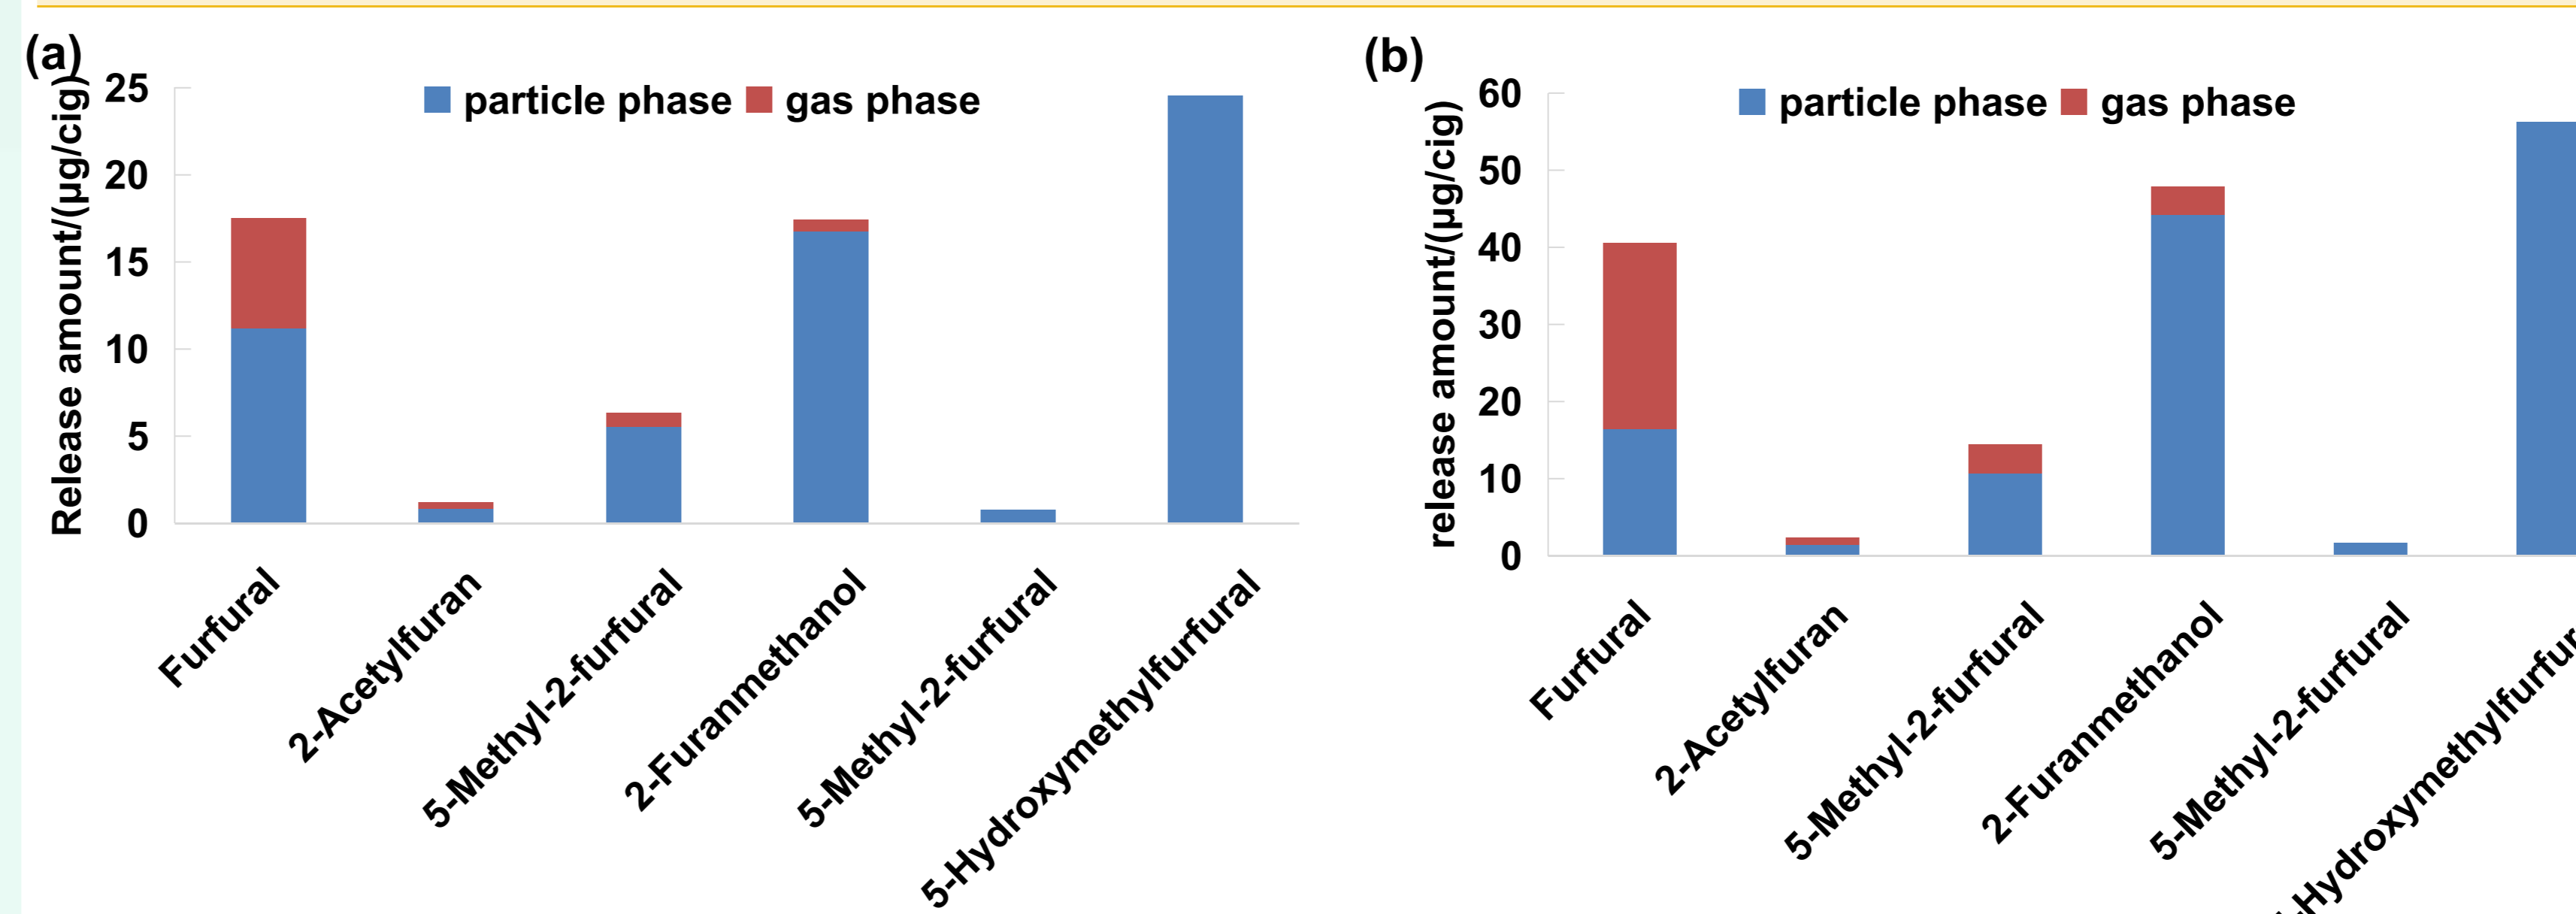 (a)
Release amount/(μg/cig)
25
20
15
10
5
0
particle phase gas phase
Furfural
2-Acetylfuran
5-Methyl-2-furfural
2-Furanmethanol
5-Methyl-2-furfural
5-Hydroxymethylfurfural
(b)
release amount/(μg/cig)
60
50
40
30
20
10
0
particle phase gas phase
Furfural
2-Acetylfuran
5-Methyl-2-furfural
2-Furanmethanol
5-Methyl-2-furfural